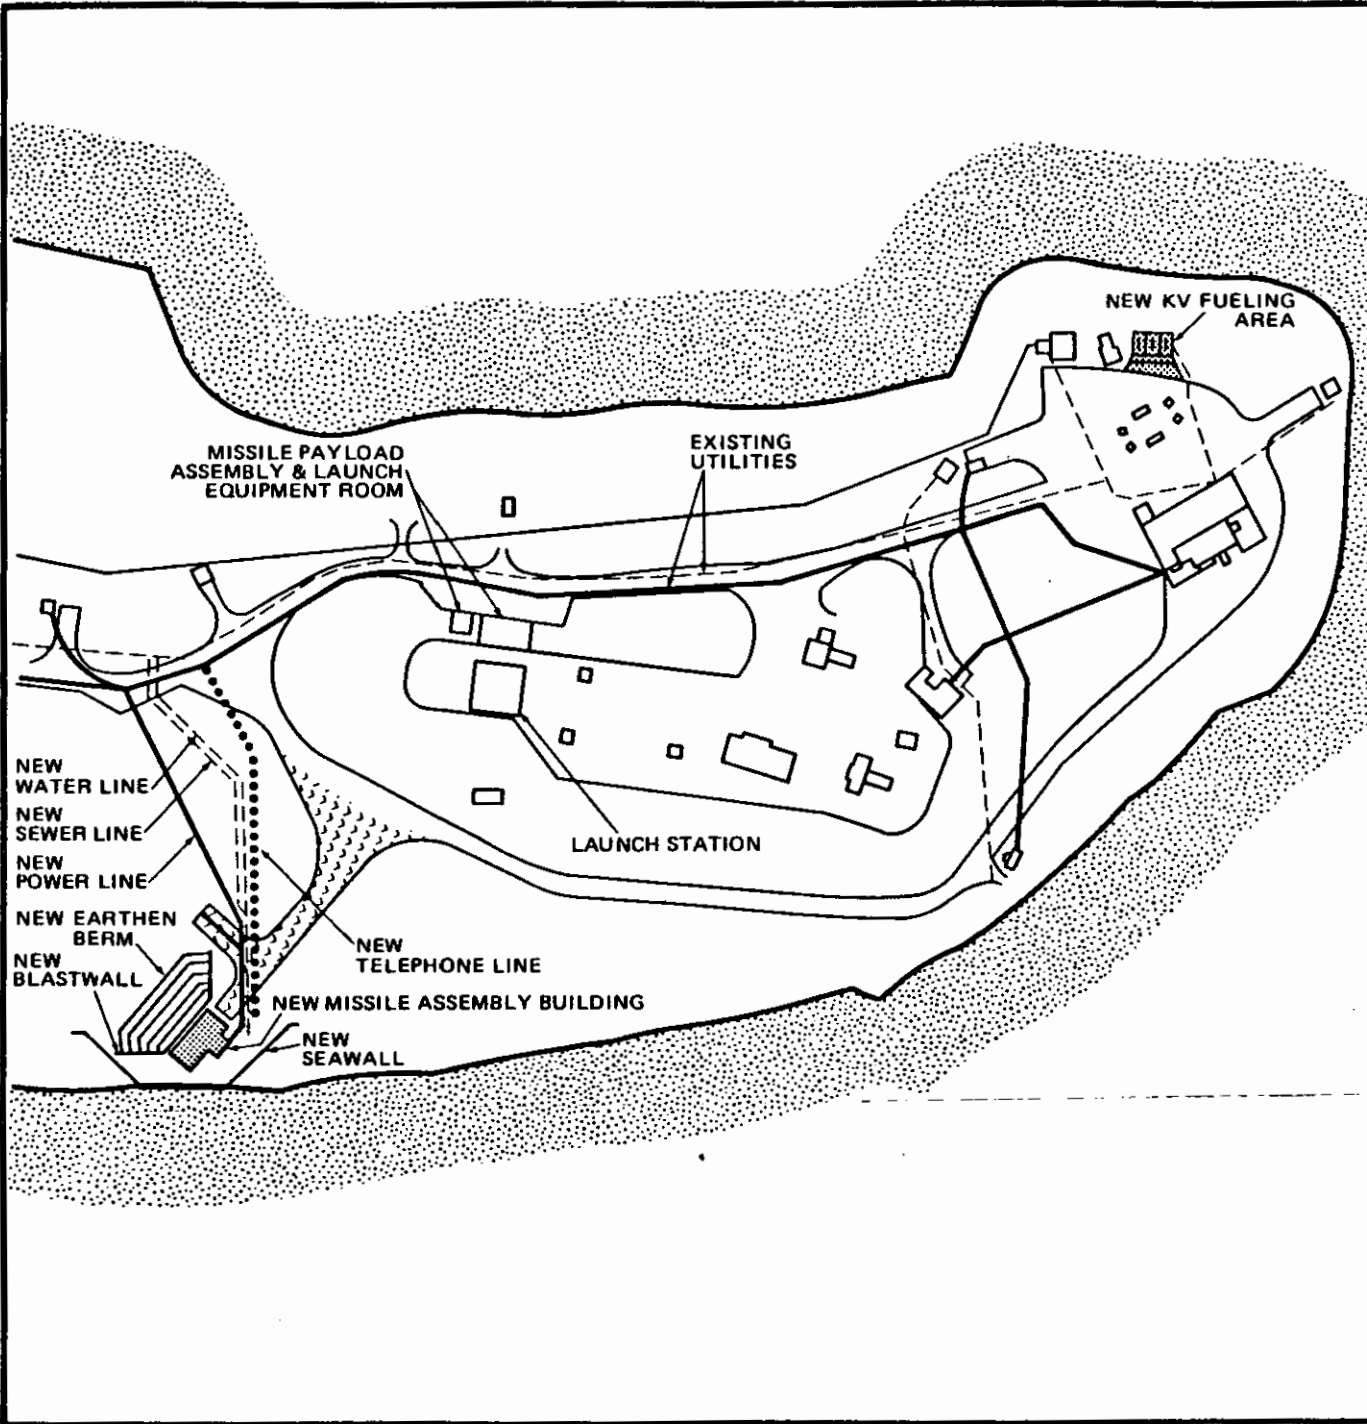 NEW KV FUELING
AREA
MISSILE PAYLOAD
ASSEMBLY & LAUNCH
EQUIPMENT ROOM
EXISTING
UTILITIES
NEW
WATER LINE
NEW
SEWER LINE
NEW
POWER LINE
LAUNCH STATION
NEW EARTHEN
BERM
NEW
BLASTWALL
NEW
TELEPHONE LINE
NEW MISSILE ASSEMBLY BUILDING
NEW
SEAWALL